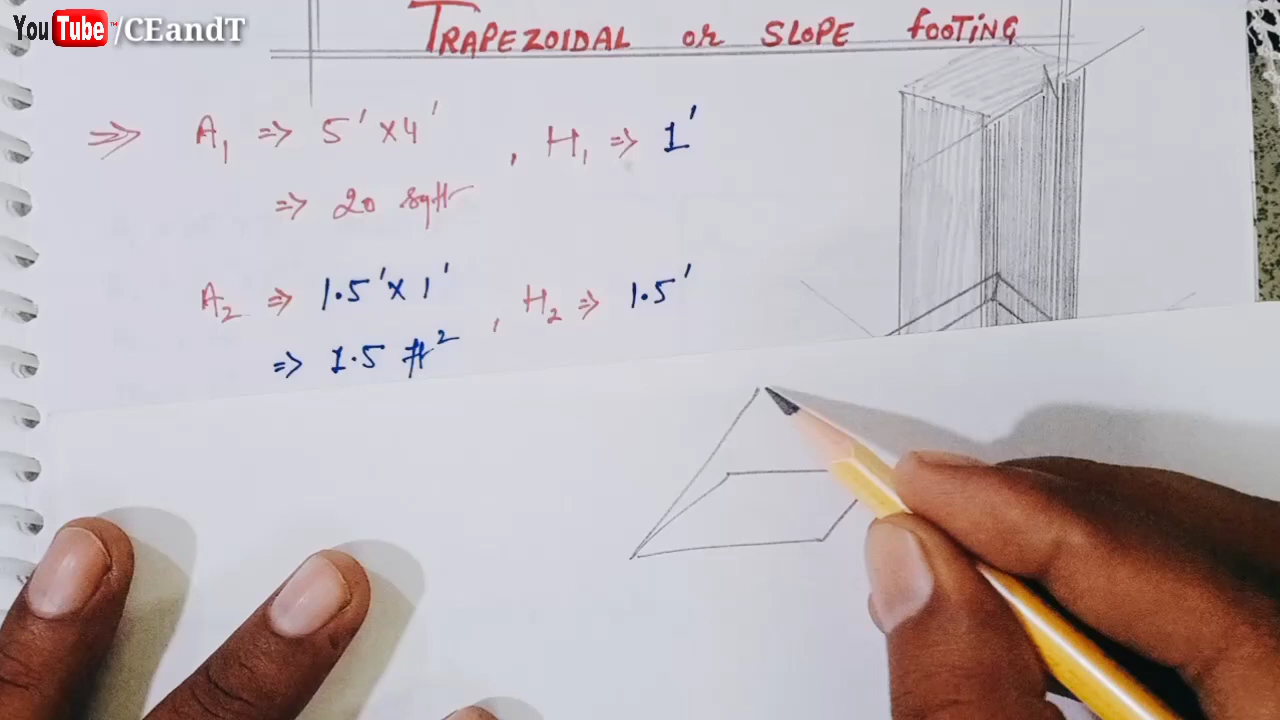 YouTube™/CEandT
TRAPEZOIDAL or SLOPE footing
⇒ A₁ ⇒ 5' × 4' , H₁ ⇒ 1'
⇒ 20 sqft
A₂ ⇒ 1.5' × 1' , H₂ ⇒ 1.5'
⇒ 1.5 ft²